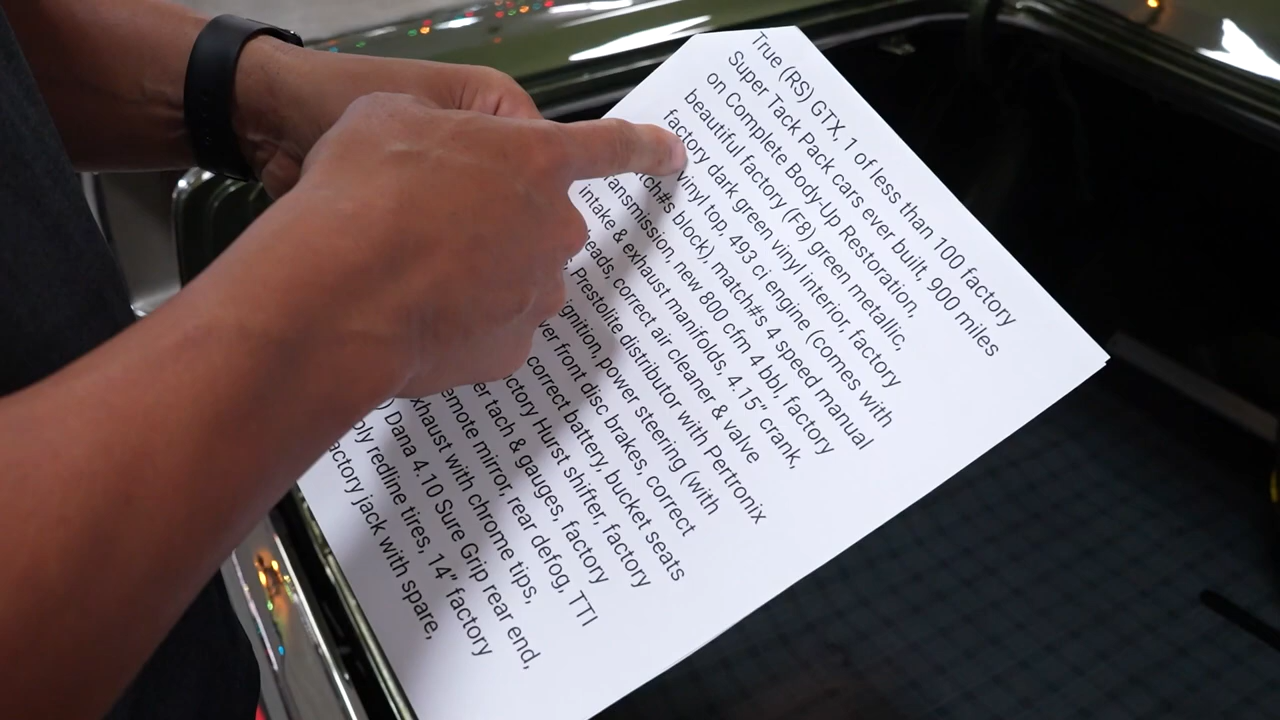 True (RS) GTX, 1 of less than 100 factory
Super Tack Pack cars ever built, 900 miles
on Complete Body-Up Restoration,
beautiful factory (F8) green metallic,
factory dark green vinyl interior, factory
vinyl top, 493 ci engine (comes with
block), match#s 4 speed manual
new 800 cfm 4 bbl, factory
intake & exhaust manifolds, 4.15" crank,
correct air cleaner & valve
Prestolite distributor with Pertronix
ignition, power steering (with
front disc brakes, correct
correct battery, bucket seats
Hurst shifter, factory
tach & gauges, factory
mirror, rear defog, TTI
with chrome tips,
Dana 4.10 Sure Grip rear end,
redline tires, 14" factory
jack with spare,